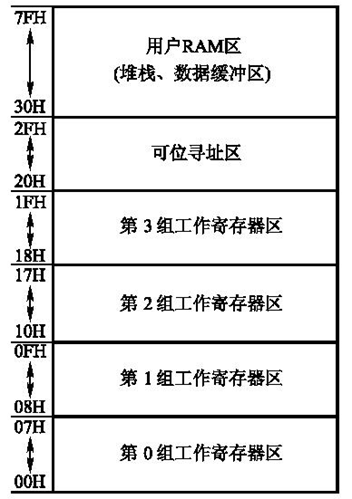 7FH
用户RAM区
(堆栈、数据缓冲区)
30H
2FH
可位寻址区
20H
1FH
第3组工作寄存器区
18H
17H
第2组工作寄存器区
10H
0FH
第1组工作寄存器区
08H
07H
第0组工作寄存器区
00H